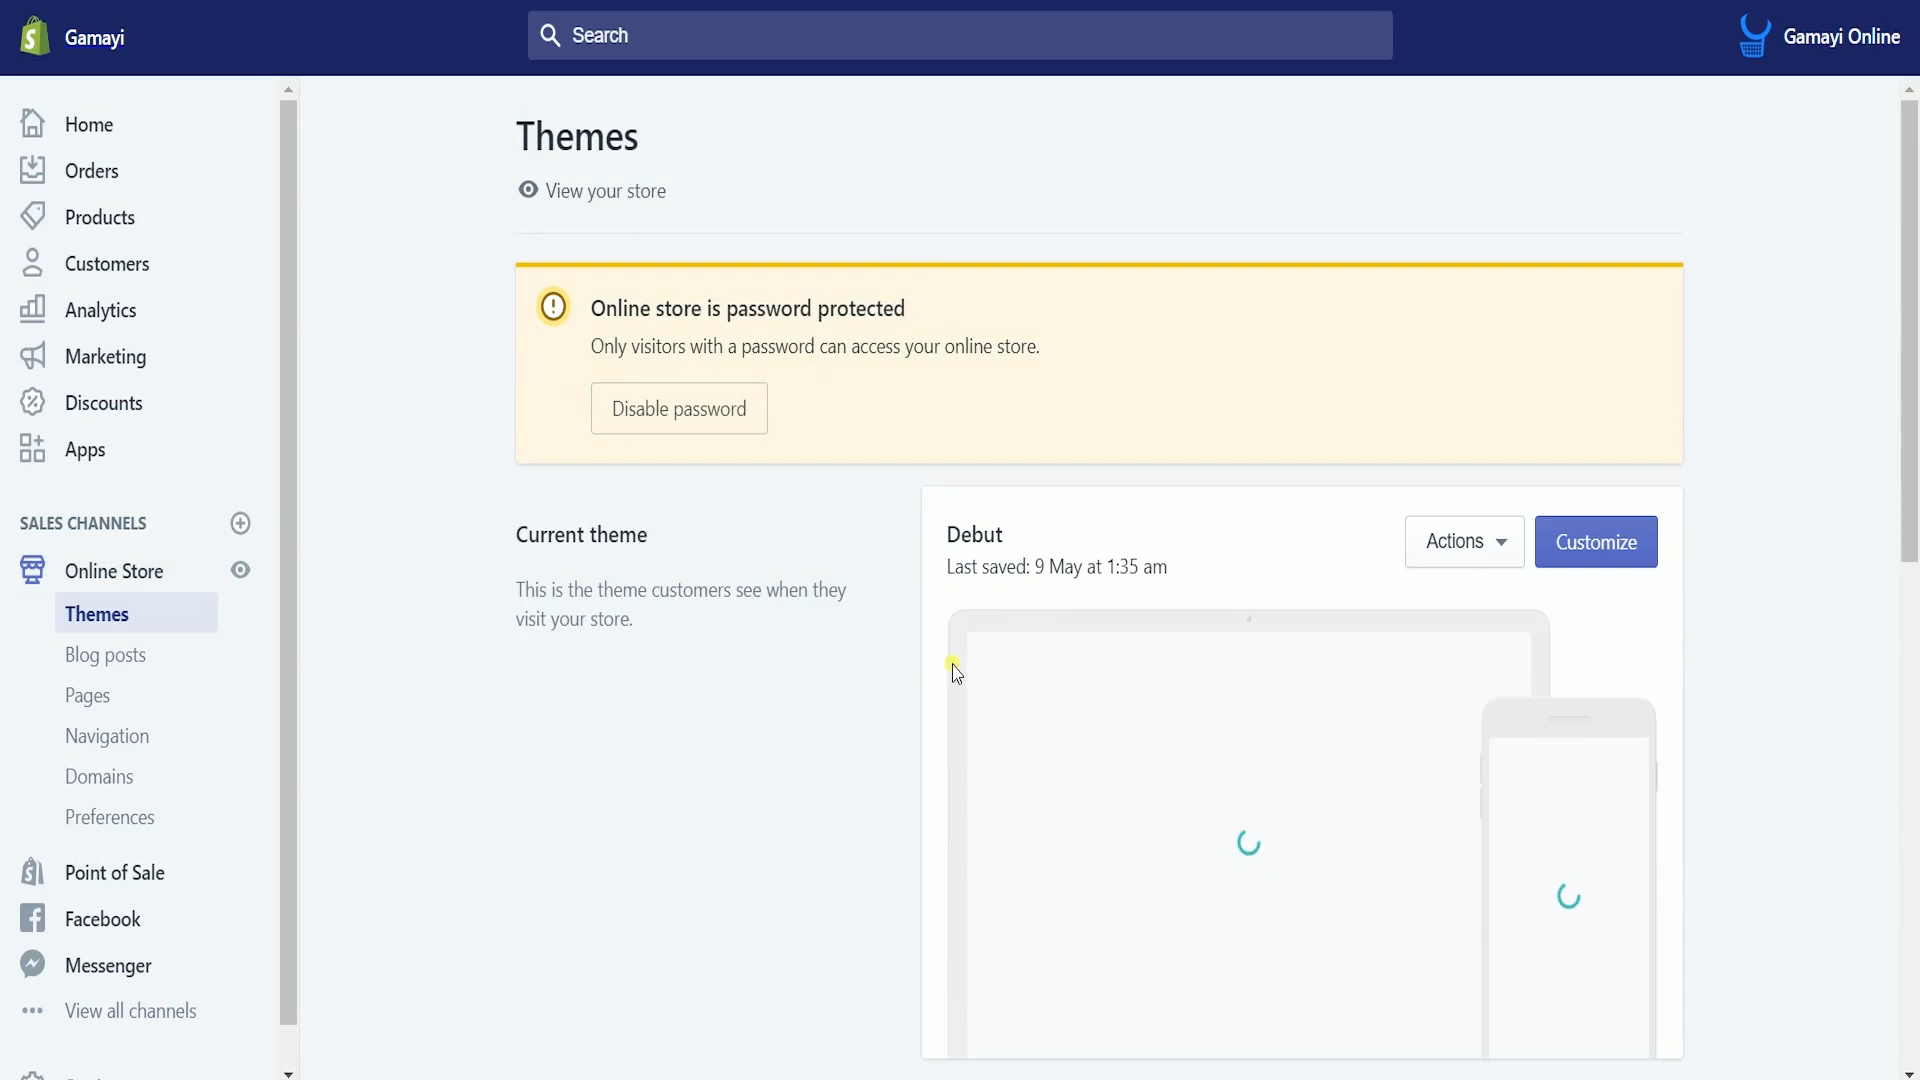 Gamayi
Search
Gamayi Online
Home
Orders
Products
Customers
Analytics
Marketing
Discounts
Apps
SALES CHANNELS
Online Store
Themes
Blog posts
Pages
Navigation
Domains
Preferences
Point of Sale
Facebook
Messenger
View all channels
Themes
View your store
Online store is password protected
Only visitors with a password can access your online store.
Disable password
Current theme
This is the theme customers see when they
visit your store.
Debut
Last saved: 9 May at 1:35 am
Actions
Customize